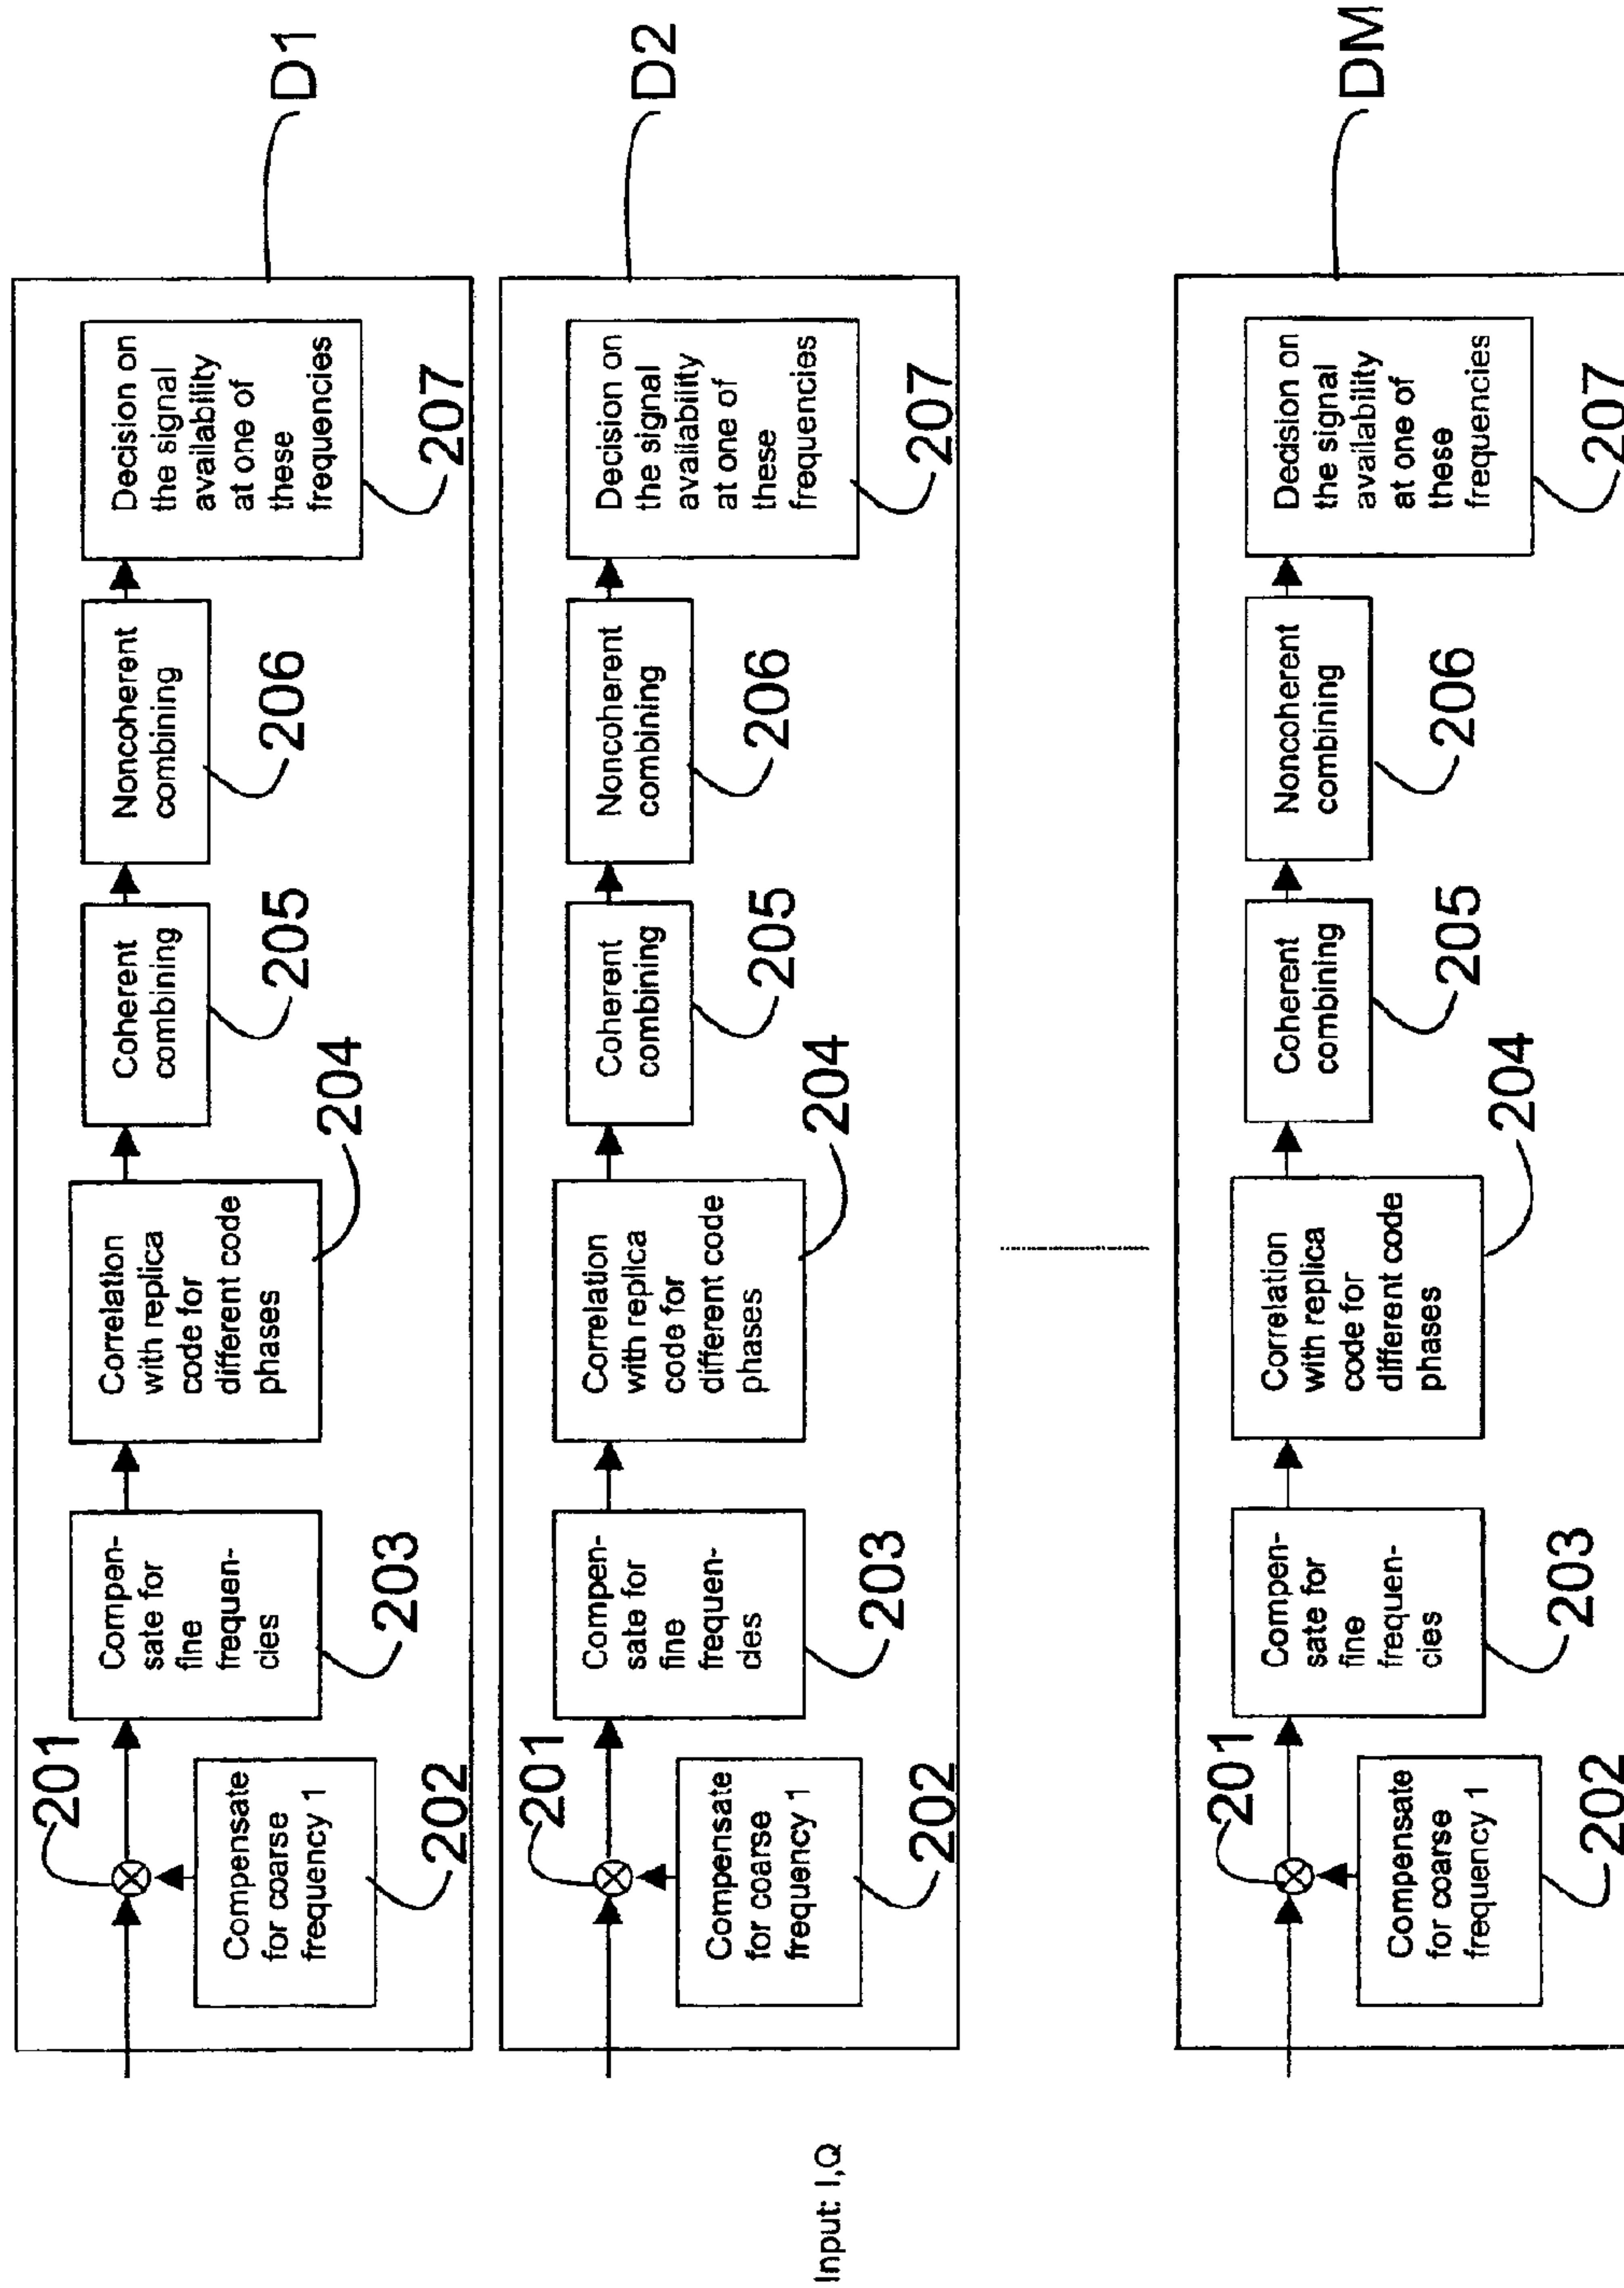 Input: I,Q
201
Compensate
for coarse
frequency 1
202
Compen-
sate for
fine
frequen-
cies
203
Correlation
with replica
code for
different code
phases
204
Coherent
combining
205
Noncoherent
combining
206
Decision on
the signal
availability
at one of
these
frequencies
207
D1
201
Compensate
for coarse
frequency 1
202
Compen-
sate for
fine
frequen-
cies
203
Correlation
with replica
code for
different code
phases
204
Coherent
combining
205
Noncoherent
combining
206
Decision on
the signal
availability
at one of
these
frequencies
207
D2
201
Compensate
for coarse
frequency 1
202
Compen-
sate for
fine
frequen-
cies
203
Correlation
with replica
code for
different code
phases
204
Coherent
combining
205
Noncoherent
combining
206
Decision on
the signal
availability
at one of
these
frequencies
207
DM